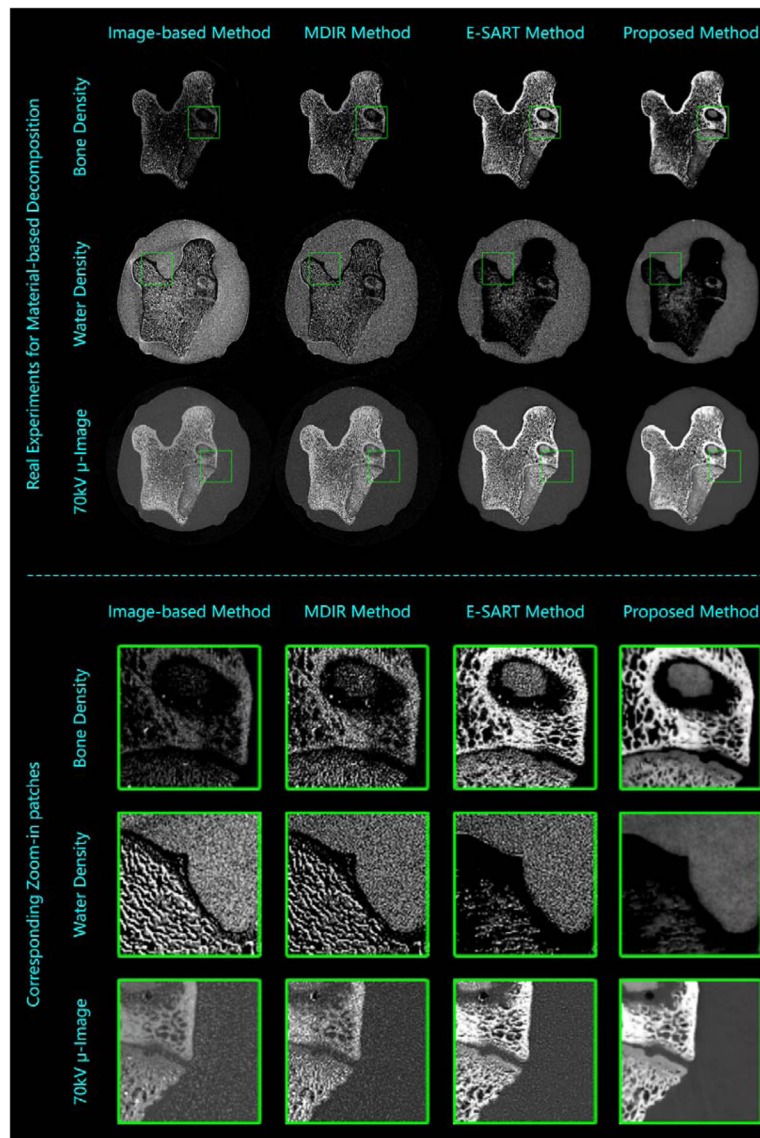 Image-based Method MDIR E-SART Method Proposed Method
Real Experiments for Material-based Decomposition
Bone Density
Water Density
70kV μ-Image
Image-based Method MDIR Method E-SART Method Proposed Method
Corresponding Zoom-in patches
Bone Density
Water Density
70kV μ-Image